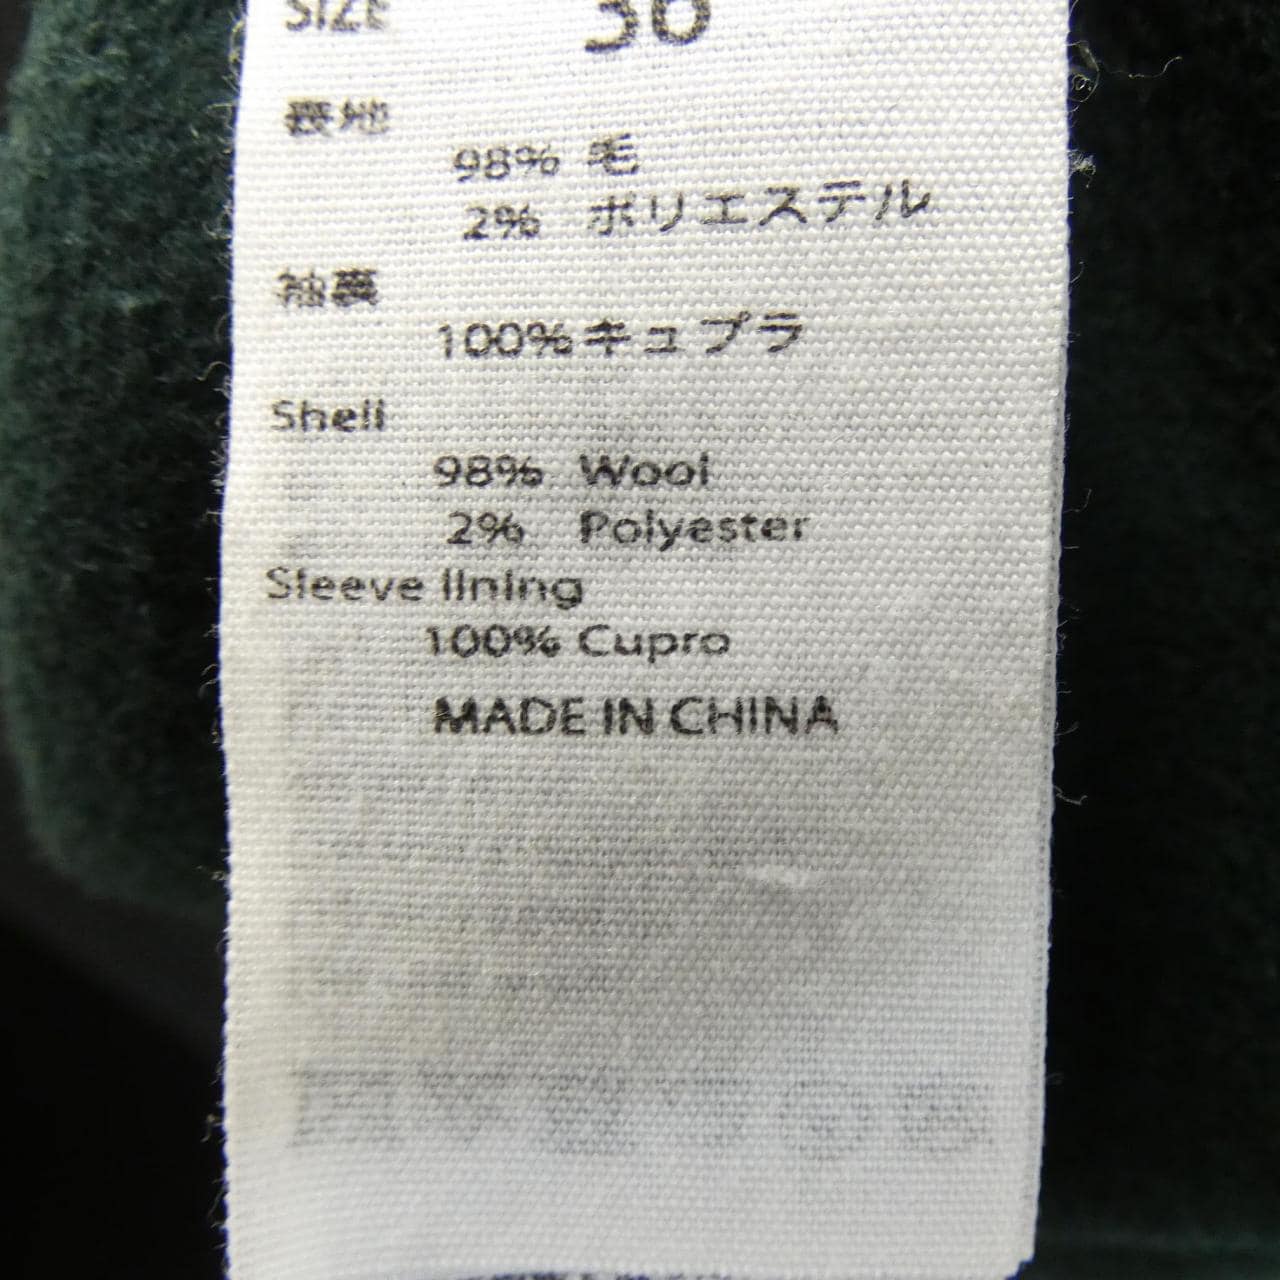 SIZE 36
表地
98% 毛
2% ポリエステル
袖裏
100% キュプラ
Shell
98% Wool
2% Polyester
Sleeve lining
100% Cupro
MADE IN CHINA